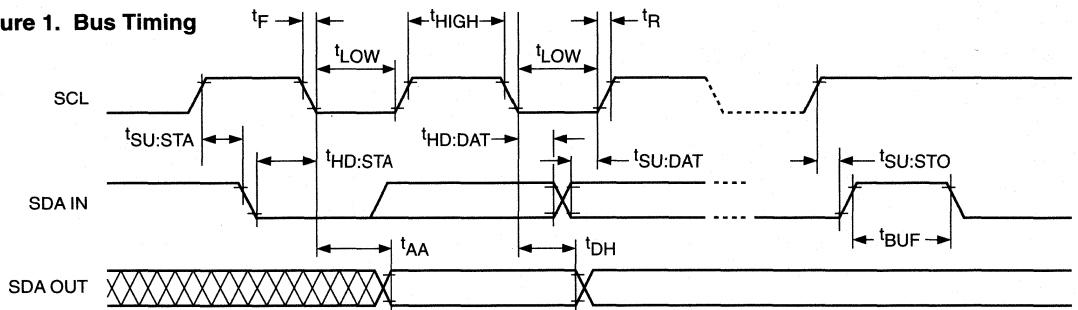 ure 1. Bus Timing
tF
tHIGH
tR
tLOW
tLOW
SCL
tSU:STA
tHD:STA
tHD:DAT
tSU:DAT
tSU:STO
SDA IN
tBUF
tAA
tDH
SDA OUT